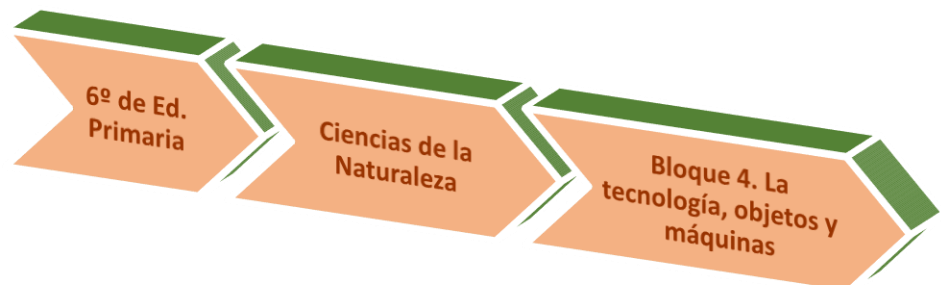 6º de Ed.
Primaria
Ciencias de la
Naturaleza
Bloque 4. La
tecnología, objetos y
máquinas